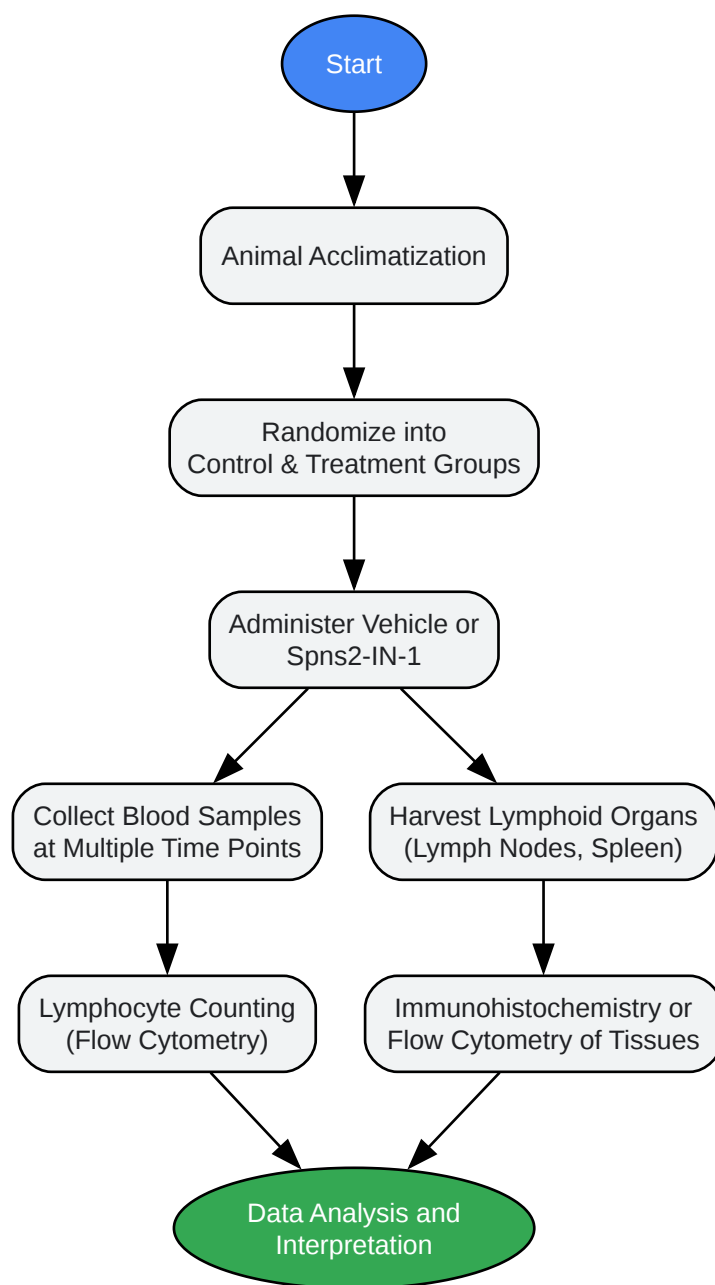 Start
Animal Acclimatization
Randomize into
Control & Treatment Groups
Administer Vehicle or
Spns2-IN-1
Collect Blood Samples
at Multiple Time Points
Harvest Lymphoid Organs
(Lymph Nodes, Spleen)
Lymphocyte Counting
(Flow Cytometry)
Immunohistochemistry or
Flow Cytometry of Tissues
Data Analysis and
Interpretation